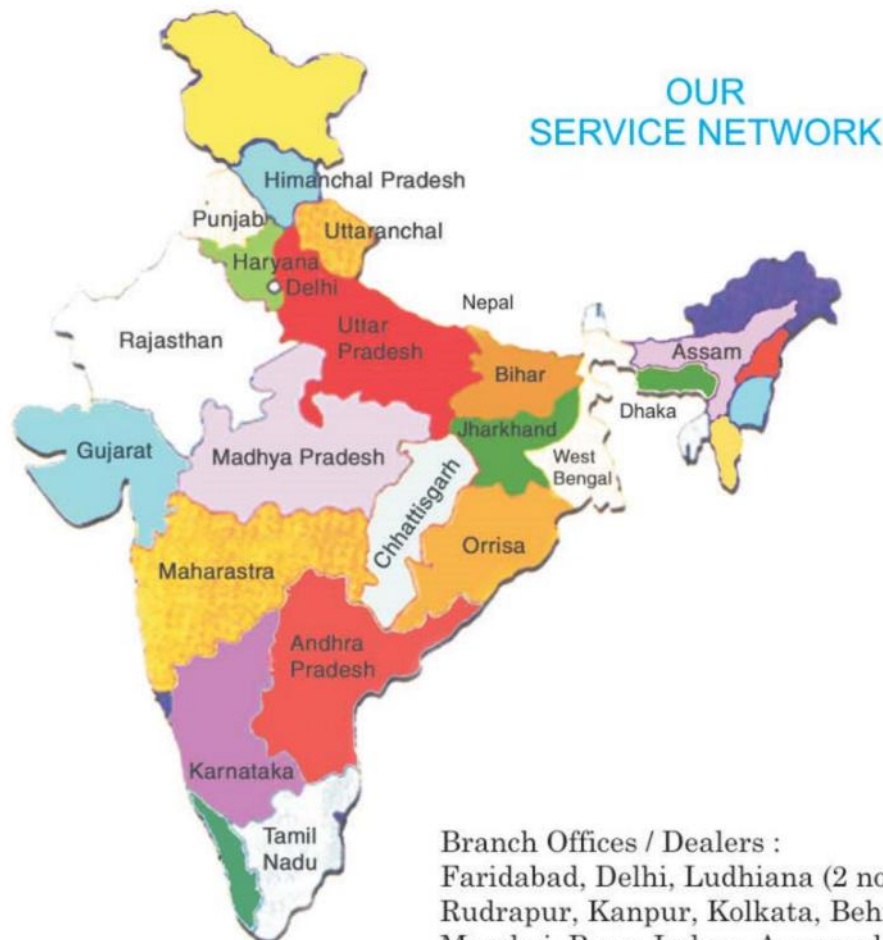 OUR
SERVICE NETWORK
Himanchal Pradesh
Punjab
Uttaranchal
Haryana
Delhi
Nepal
Rajasthan
Uttar
Pradesh
Bihar
Assam
Dhaka
Jharkhand
Gujarat
Madhya Pradesh
West
Bengal
Chhattisgarh
Orrisa
Maharastra
Andhra
Pradesh
Karnataka
Tamil
Nadu
Branch Offices / Dealers :
Faridabad, Delhi, Ludhiana (2 no
Rudrapur, Kanpur, Kolkata, Beh